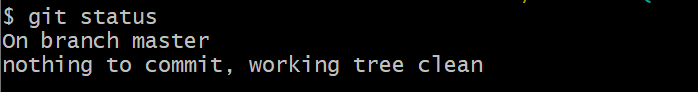 $ git status
On branch master
nothing to commit, working tree clean